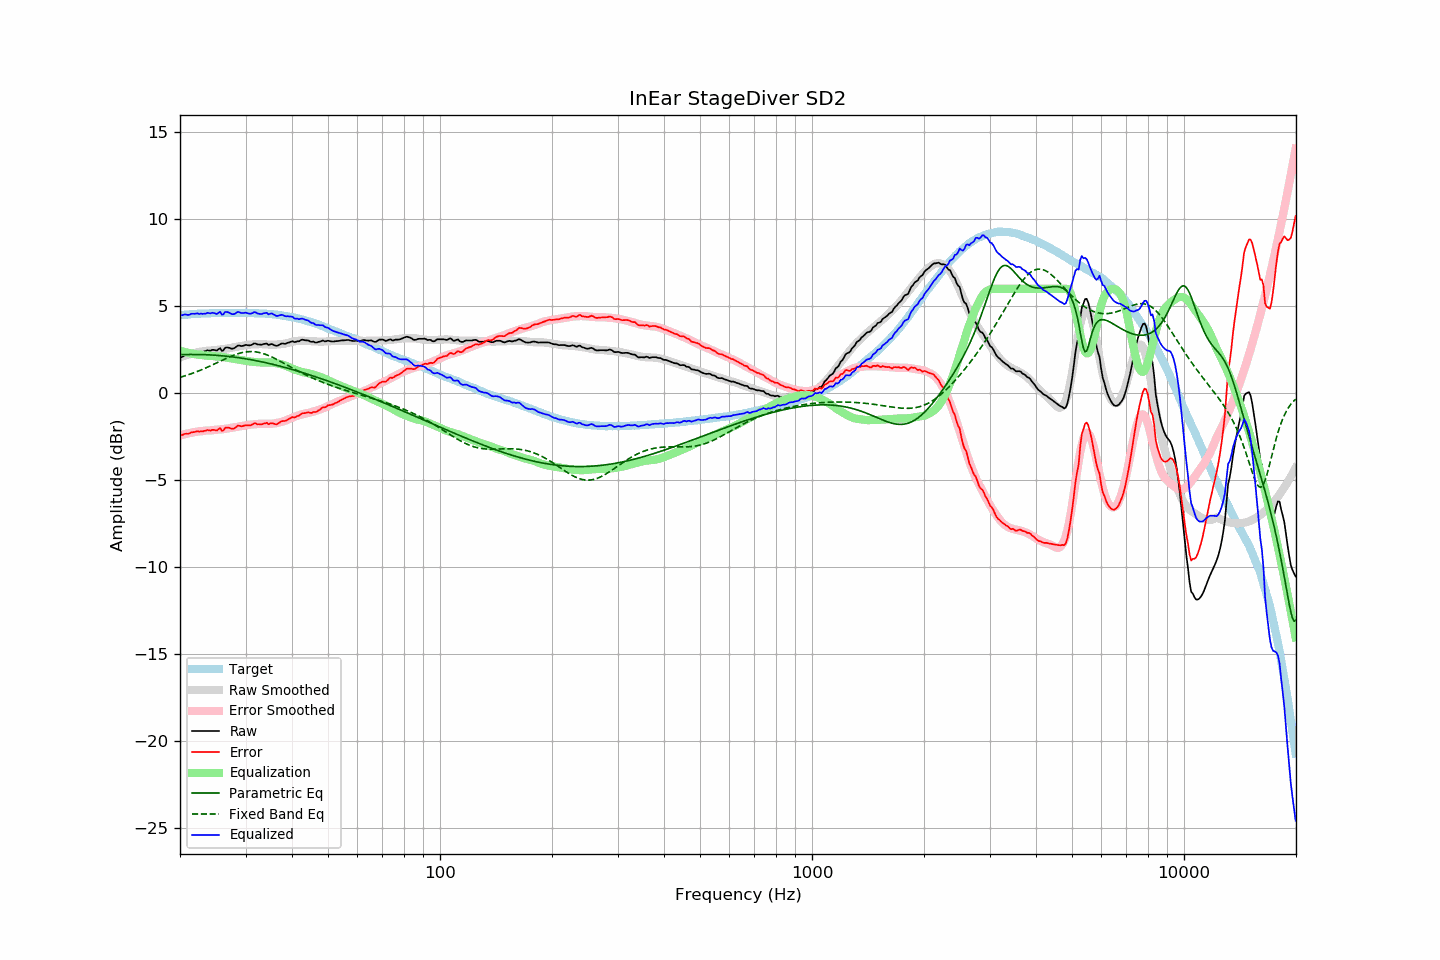 InEar StageDiver SD2
15
10
5
0
−5
−10
−15
−20
−25
Amplitude (dBr)
Target
Raw Smoothed
Error Smoothed
Raw
Error
Equalization
Parametric Eq
Fixed Band Eq
Equalized
100
1000
10000
Frequency (Hz)